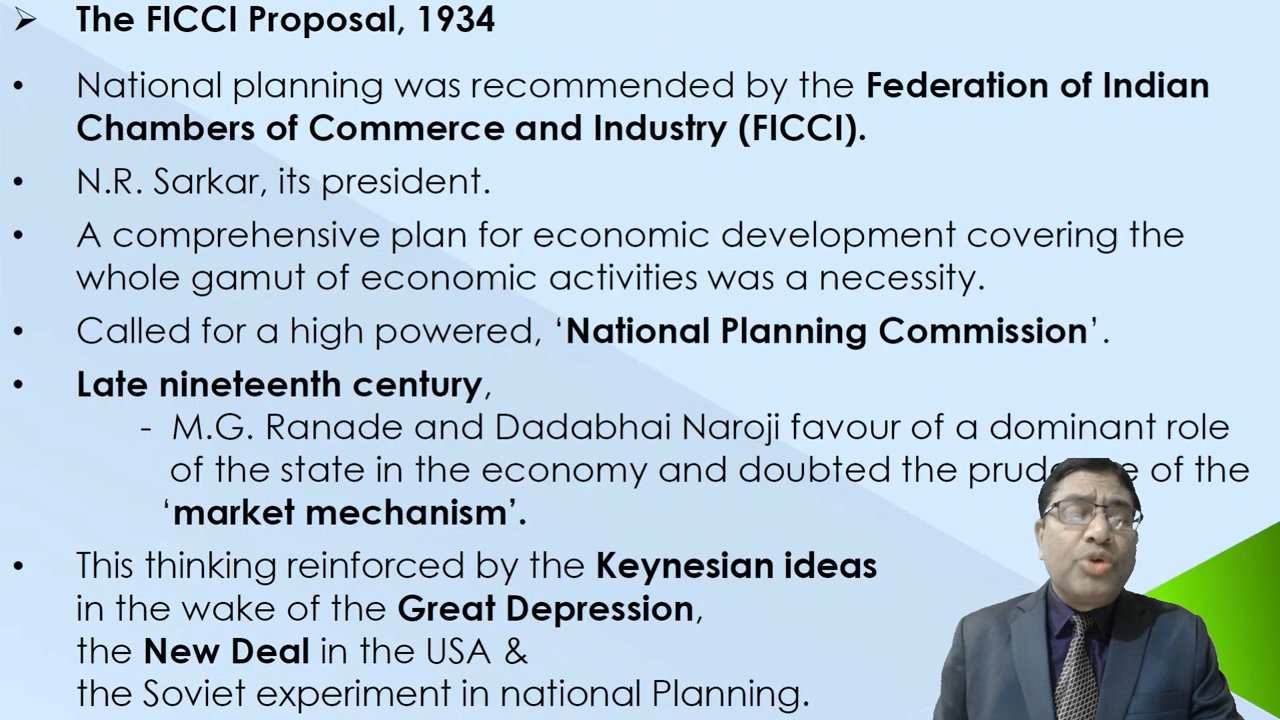 ➢ The FICCI Proposal, 1934
• National planning was recommended by the Federation of Indian
Chambers of Commerce and Industry (FICCI).
• N.R. Sarkar, its president.
• A comprehensive plan for economic development covering the
whole gamut of economic activities was a necessity.
• Called for a high powered, ‘National Planning Commission’.
• Late nineteenth century,
- M.G. Ranade and Dadabhai Naroji favour of a dominant role
of the state in the economy and doubted the of the
‘market mechanism’.
• This thinking reinforced by the Keynesian ideas
in the wake of the Great Depression,
the New Deal in the USA &
the Soviet experiment in national Planning.